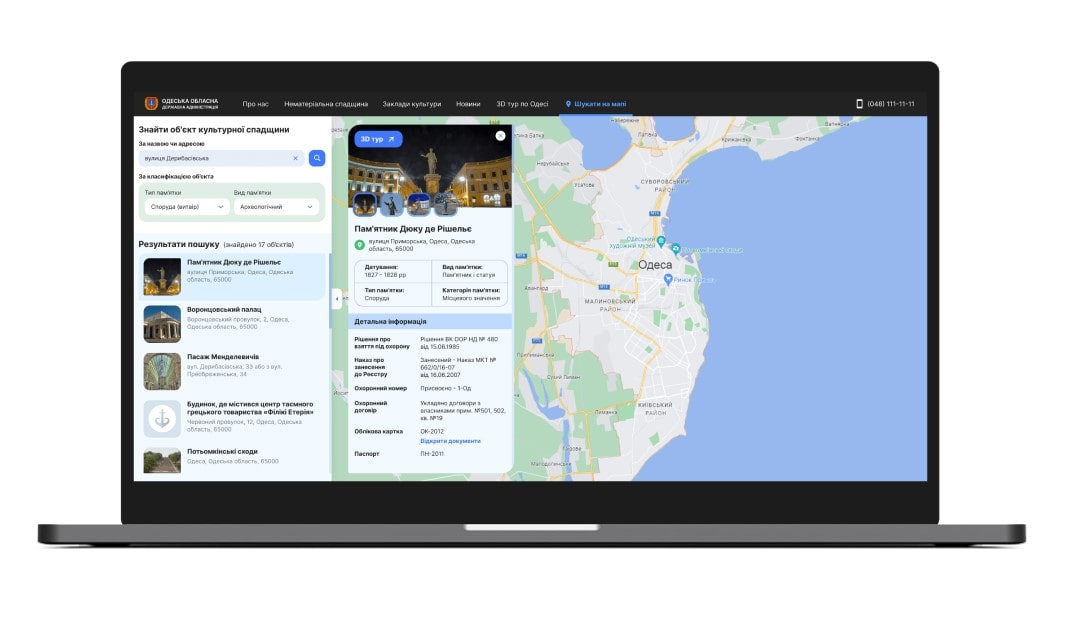 ОДЕСЬКА ОБЛАСНА
ДЕРЖАВНА АДМІНІСТРАЦІЯ
Про нас
Нематеріальна спадщина
Заклади культури
Новини
3D тур по Одесі
Шукати на мапі
(048) 111-11-11
Знайти об'єкт культурної спадщини
За назвою чи адресою
вулиця Дерибасівська
За класифікацією об'єкта
Тип пам'ятки
Вид пам'ятки
Споруда (витвір)
Археологічний
Результати пошуку (знайдено 17 об'єктів)
Пам'ятник Дюку де Рішельє
вулиця Приморська, Одеса, Одеська
область, 65000
Воронцовський палац
Воронцовський провулок, 2, Одеса,
Одеська область, 65000
Пасаж Менделевичів
вул. Дерибасівська, 33 або з вул.
Преображенська, 34
Будинок, де містився центр таємного
грецького товариства «Філікі Етерія»
Червоний провулок, 12, Одеса, Одеська
область, 65000
Потьомкінські сходи
Одеса, Одеська область, 65000
3D тур
Пам'ятник Дюку де Рішельє
вулиця Приморська, Одеса, Одеська
область, 65000
Датування:
1827 - 1828 рр
Вид пам'ятки:
Пам'ятник і статуя
Тип пам'ятки:
Споруда
Категорія пам'ятки:
Місцевого значення
Детальна інформація
Рішення про
взяття під охорону
Рішення ВК ООР НД № 480
від 15.08.1985
Наказ про
занесення
до Реєстру
Занесений - Наказ МКТ №
662/0/16-07
від 16.06.2007
Охоронний номер
Присвоєно - 1-Од
Охоронний
договір
Укладено договори з
власниками прим. №501, 502,
кв. №19
Облікова картка
ОК-2012
Відкрити документи
Паспорт
ПН-2011
Усатове
СУВОРОВСЬКИЙ
РАЙОН
Крижанівка
Одеський
художній музей
Одеса
МАЛИНОВСЬКИЙ
РАЙОН
Авангард
Прилиманське
Сухий Лиман
Лиманка
КИЇВСЬКИЙ
РАЙОН